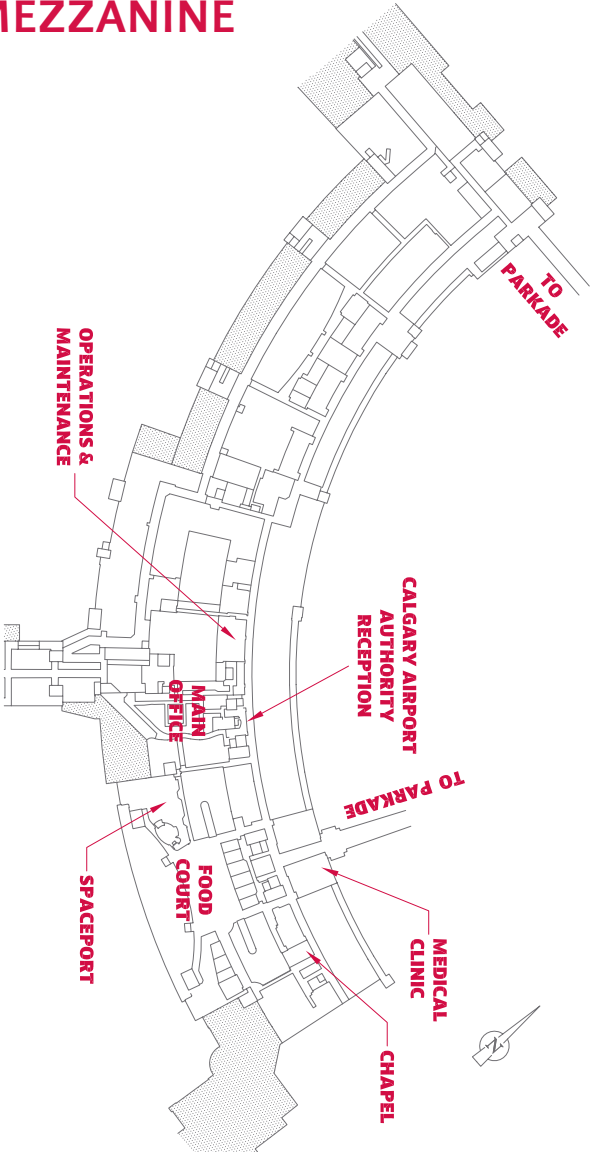 MEZZANINE
TO
PARKADE
OPERATIONS &
MAINTENANCE
CALGARY AIRPORT
AUTHORITY
RECEPTION
MAIN
OFFICE
TO PARKADE
FOOD
COURT
SPACEPORT
MEDICAL
CLINIC
CHAPEL
N